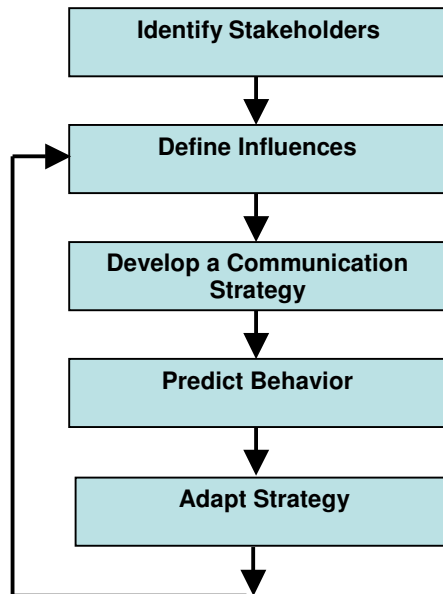 Identify Stakeholders
Define Influences
Develop a Communication
Strategy
Predict Behavior
Adapt Strategy